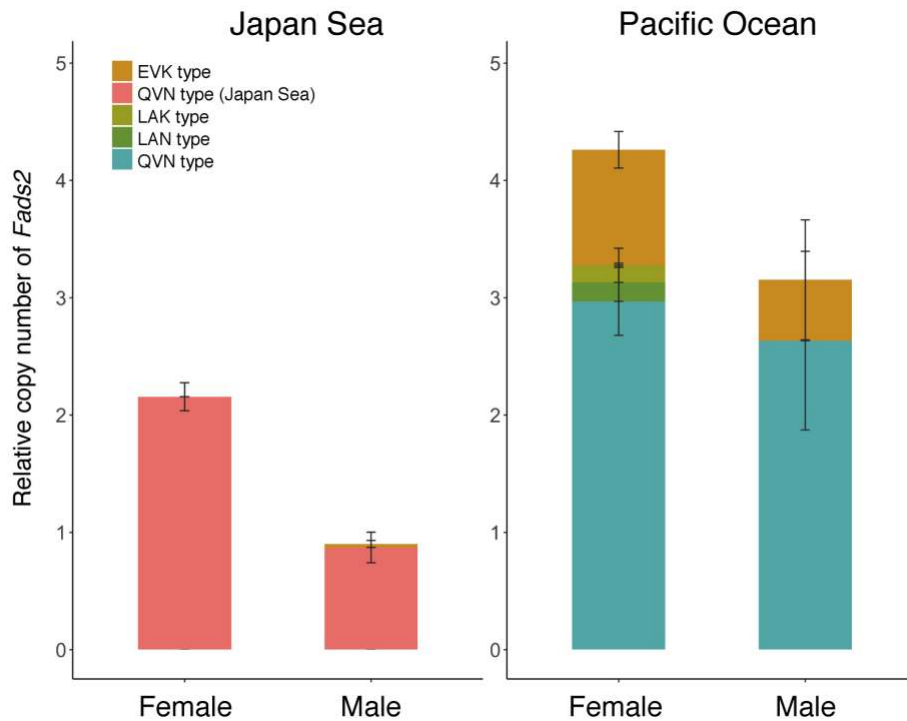 Japan Sea
Pacific Ocean
Relative copy number of Fads2
5
4
3
2
1
0
EVK type
QVN type (Japan Sea)
LAK type
LAN type
QVN type
Female
Male
5
4
3
2
1
0
Female
Male